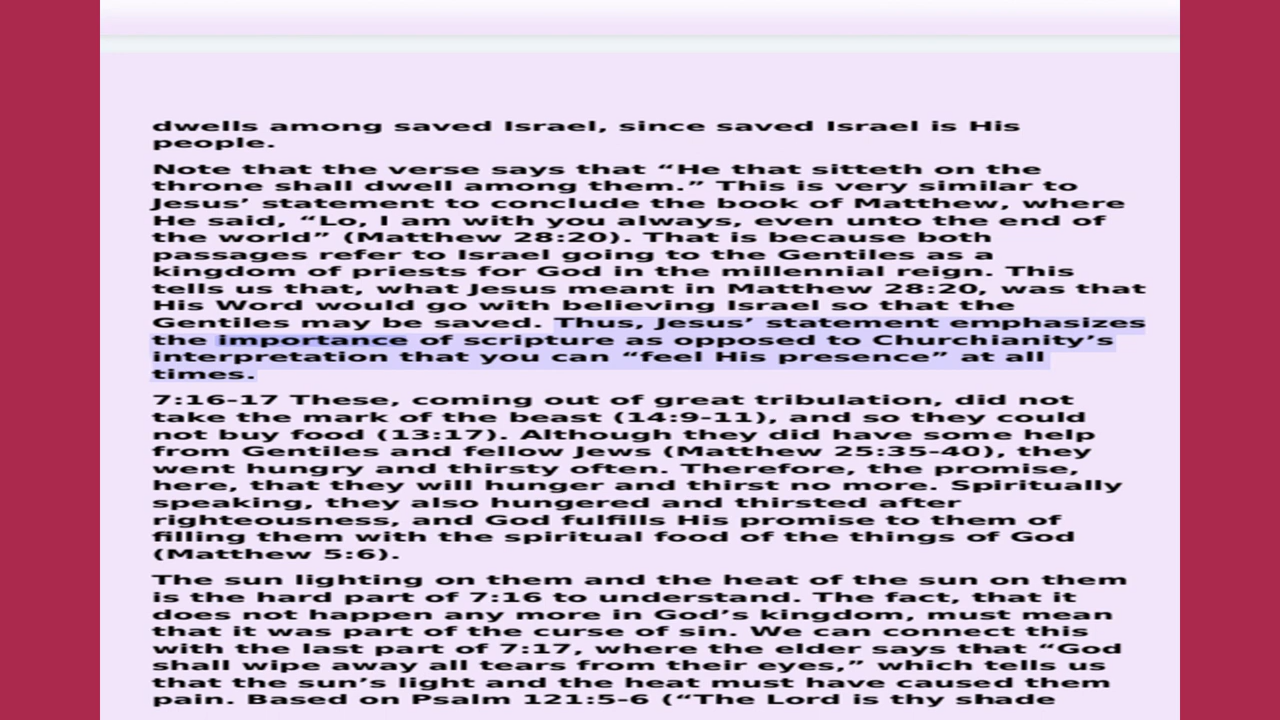 dwells among saved Israel, since saved Israel is His
people.
Note that the verse says that “He that sitteth on the
throne shall dwell among them.” This is very similar to
Jesus’ statement to conclude the book of Matthew, where
He said, “Lo, I am with you always, even unto the end of
the world” (Matthew 28:20). That is because both
passages refer to Israel going to the Gentiles as a
kingdom of priests for God in the millennial reign. This
tells us that, what Jesus meant in Matthew 28:20, was that
His Word would go with believing Israel so that the
Gentiles may be saved. Thus, Jesus’ statement emphasizes
the importance of scripture as opposed to Churchianity’s
interpretation that you can “feel His presence” at all
times.
7:16-17 These, coming out of great tribulation, did not
take the mark of the beast (14:9-11), and so they could
not buy food (13:17). Although they did have some help
from Gentiles and fellow Jews (Matthew 25:35-40), they
went hungry and thirsty often. Therefore, the promise,
here, that they will hunger and thirst no more. Spiritually
speaking, they also hungered and thirsted after
righteousness, and God fulfills His promise to them of
filling them with the spiritual food of the things of God
(Matthew 5:6).
The sun lighting on them and the heat of the sun on them
is the hard part of 7:16 to understand. The fact, that it
does not happen any more in God’s kingdom, must mean
that it was part of the curse of sin. We can connect this
with the last part of 7:17, where the elder says that “God
shall wipe away all tears from their eyes,” which tells us
that the sun’s light and the heat must have caused them
pain. Based on Psalm 121:5-6 (“The Lord is thy shade